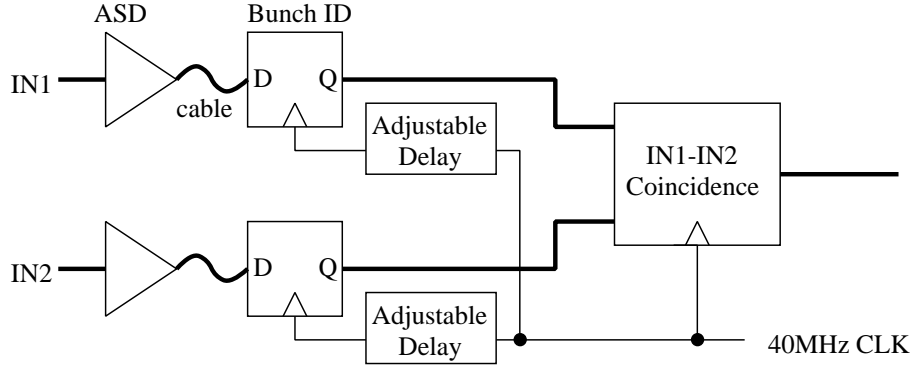 ASD
Bunch ID
IN1
cable
D
Q
Adjustable
Delay
IN1-IN2
Coincidence
IN2
D
Q
Adjustable
Delay
40MHz CLK